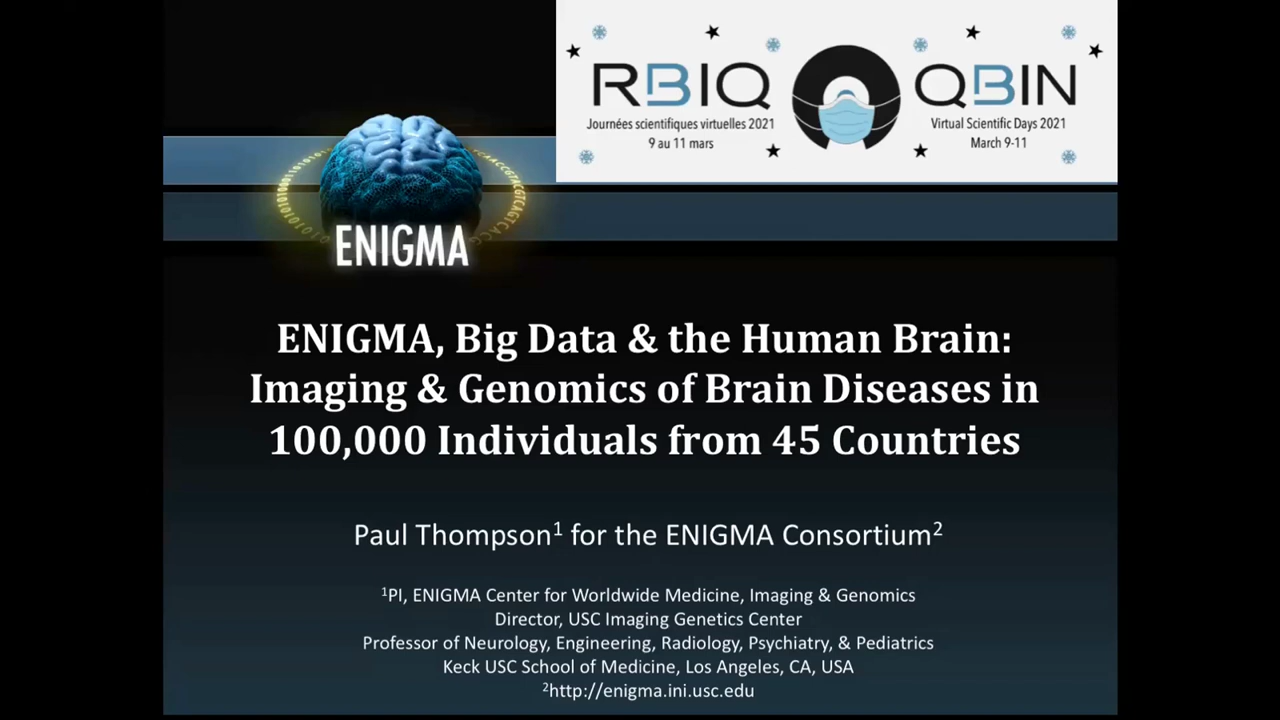 RBIQ
Journées scientifiques virtuelles 2021
9 au 11 mars
QBIN
Virtual Scientific Days 2021
March 9-11
ENIGMA
ENIGMA, Big Data & the Human Brain:
Imaging & Genomics of Brain Diseases in
100,000 Individuals from 45 Countries
Paul Thompson¹ for the ENIGMA Consortium²
¹PI, ENIGMA Center for Worldwide Medicine, Imaging & Genomics
Director, USC Imaging Genetics Center
Professor of Neurology, Engineering, Radiology, Psychiatry, & Pediatrics
Keck USC School of Medicine, Los Angeles, CA, USA
²http://enigma.ini.usc.edu